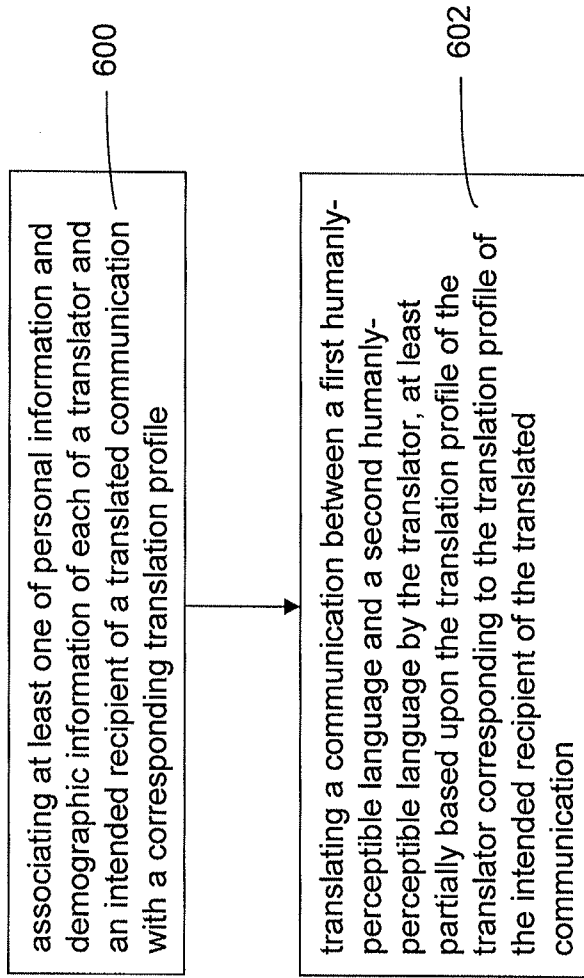 associating at least one of personal information and
demographic information of each of a translator and
an intended recipient of a translated communication
with a corresponding translation profile
600
translating a communication between a first humanly-
perceptible language and a second humanly-
perceptible language by the translator, at least
partially based upon the translation profile of the
translator corresponding to the translation profile of
the intended recipient of the translated
communication
602